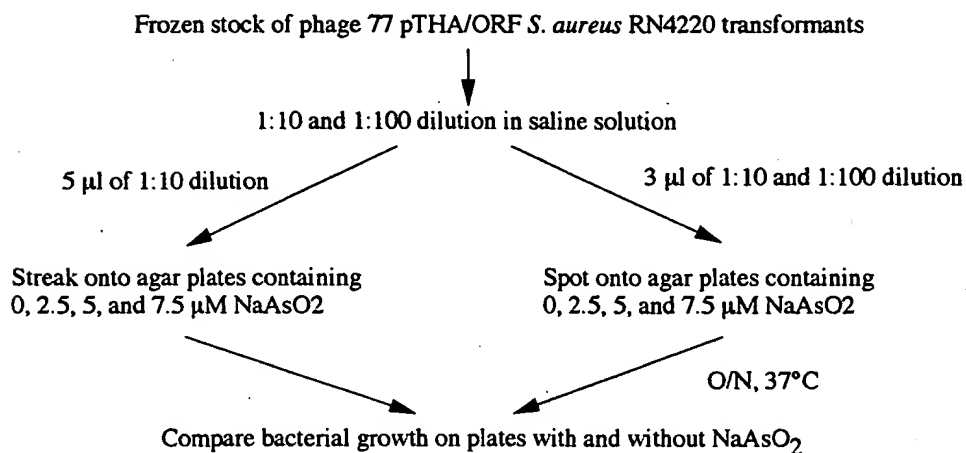 Frozen stock of phage 77 pTHA/ORF S. aureus RN4220 transformants
1:10 and 1:100 dilution in saline solution
5 µl of 1:10 dilution
3 µl of 1:10 and 1:100 dilution
Streak onto agar plates containing
0, 2.5, 5, and 7.5 µM NaAsO2
Spot onto agar plates containing
0, 2.5, 5, and 7.5 µM NaAsO2
O/N, 37°C
Compare bacterial growth on plates with and without NaAsO₂